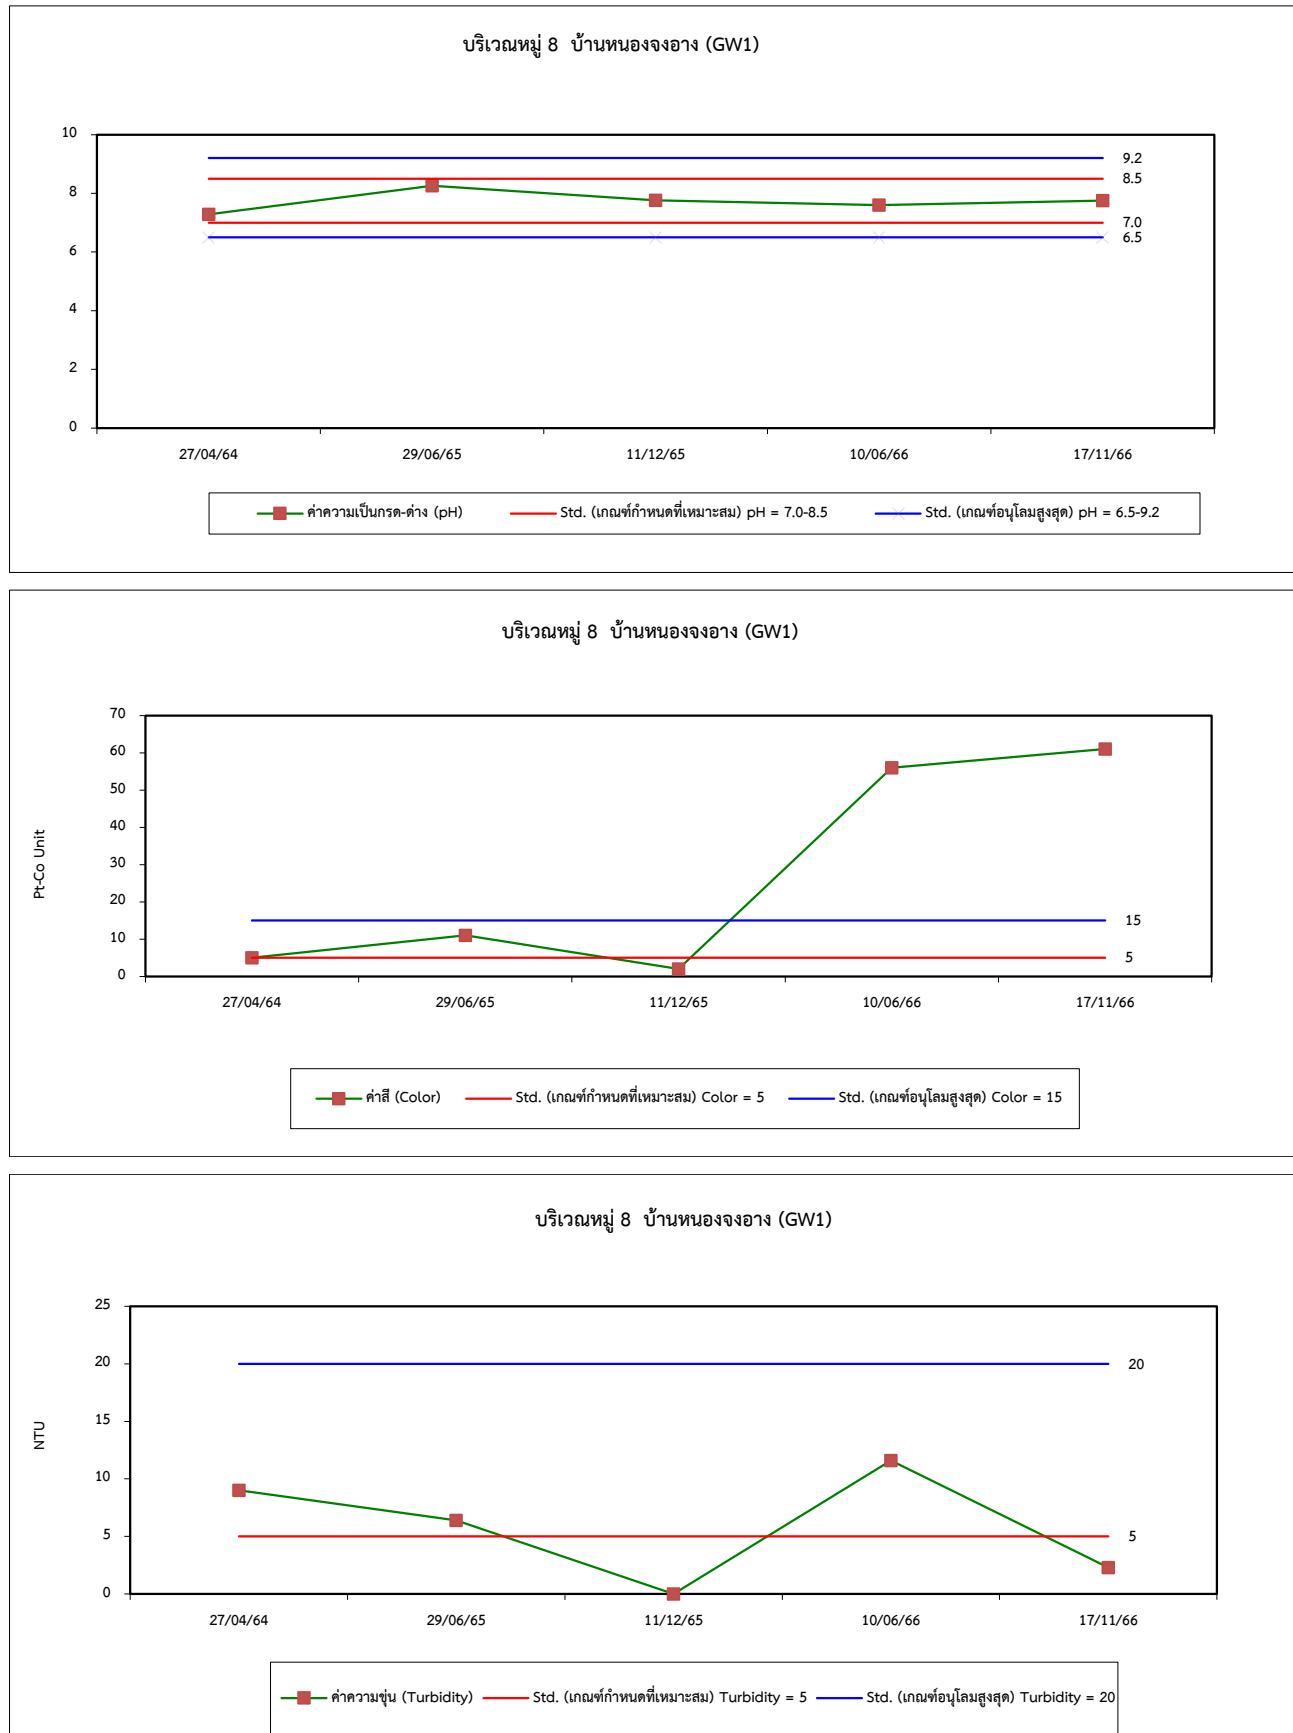 บริเวณหมู่ 8  บ้านหนองจงอาง (GW1)
10
8
6
4
2
0
9.2
8.5
7.0
6.5
27/04/64 29/06/65 11/12/65 10/06/66 17/11/66
ค่าความเป็นกรด-ด่าง (pH) Std. (เกณฑ์กำหนดที่เหมาะสม) pH = 7.0-8.5 Std. (เกณฑ์อนุโลมสูงสุด) pH = 6.5-9.2
บริเวณหมู่ 8  บ้านหนองจงอาง (GW1)
Pt-Co Unit
70
60
50
40
30
20
10
0
15
5
27/04/64 29/06/65 11/12/65 10/06/66 17/11/66
ค่าสี (Color) Std. (เกณฑ์กำหนดที่เหมาะสม) Color = 5 Std. (เกณฑ์อนุโลมสูงสุด) Color = 15
บริเวณหมู่ 8  บ้านหนองจงอาง (GW1)
NTU
25
20
15
10
5
0
20
5
27/04/64 29/06/65 11/12/65 10/06/66 17/11/66
ค่าความขุ่น (Turbidity) Std. (เกณฑ์กำหนดที่เหมาะสม) Turbidity = 5 Std. (เกณฑ์อนุโลมสูงสุด) Turbidity = 20